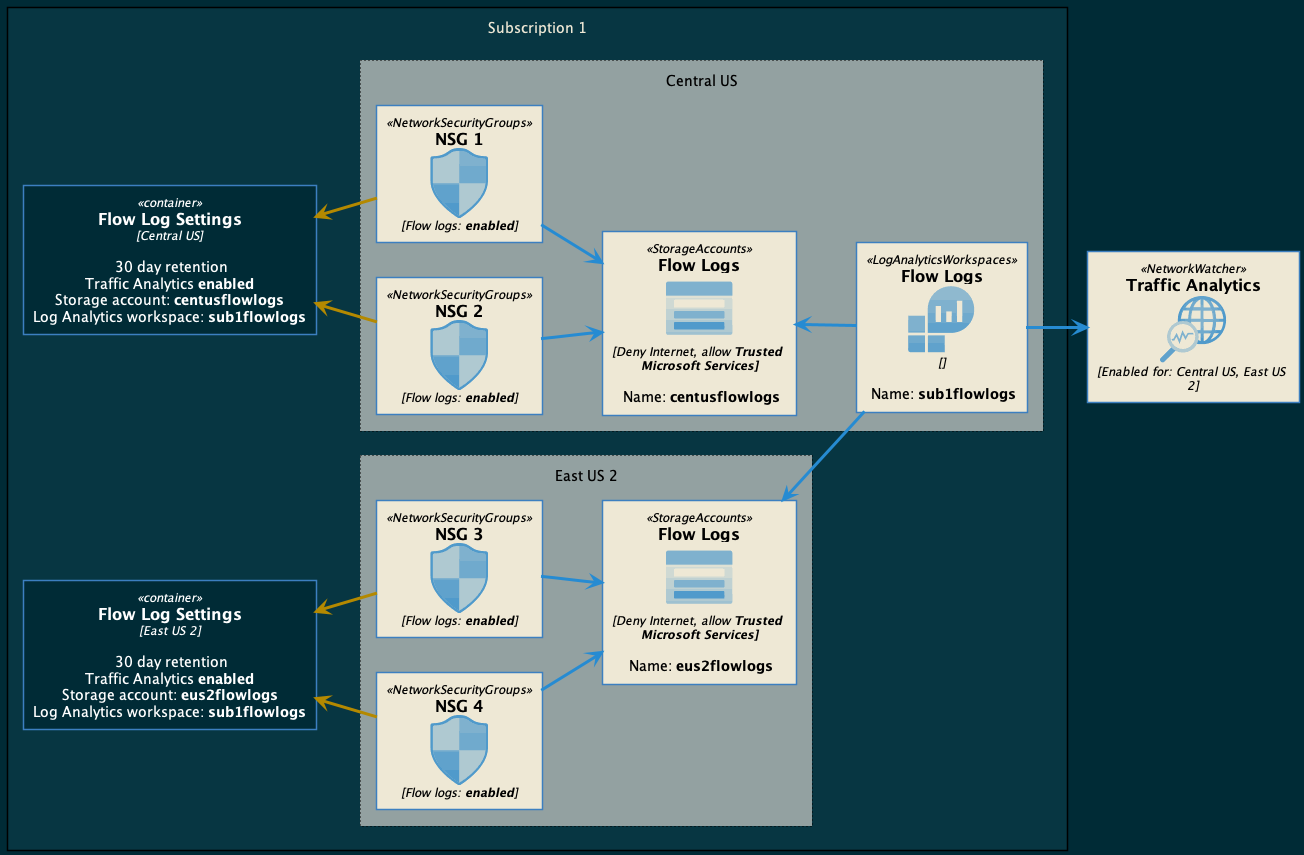 Subscription 1
Central US
«NetworkSecurityGroups»
NSG 1
[Flow logs: enabled]
«container»
Flow Log Settings
[Central US]
30 day retention
Traffic Analytics enabled
Storage account: centusflowlogs
Log Analytics workspace: sub1flowlogs
«NetworkSecurityGroups»
NSG 2
[Flow logs: enabled]
«StorageAccounts»
Flow Logs
[Deny Internet, allow Trusted
Microsoft Services]
Name: centusflowlogs
«LogAnalyticsWorkspaces»
Flow Logs
[]
Name: sub1flowlogs
«NetworkWatcher»
Traffic Analytics
[Enabled for: Central US, East US
2]
East US 2
«NetworkSecurityGroups»
NSG 3
[Flow logs: enabled]
«StorageAccounts»
Flow Logs
[Deny Internet, allow Trusted
Microsoft Services]
Name: eus2flowlogs
«container»
Flow Log Settings
[East US 2]
30 day retention
Traffic Analytics enabled
Storage account: eus2flowlogs
Log Analytics workspace: sub1flowlogs
«NetworkSecurityGroups»
NSG 4
[Flow logs: enabled]